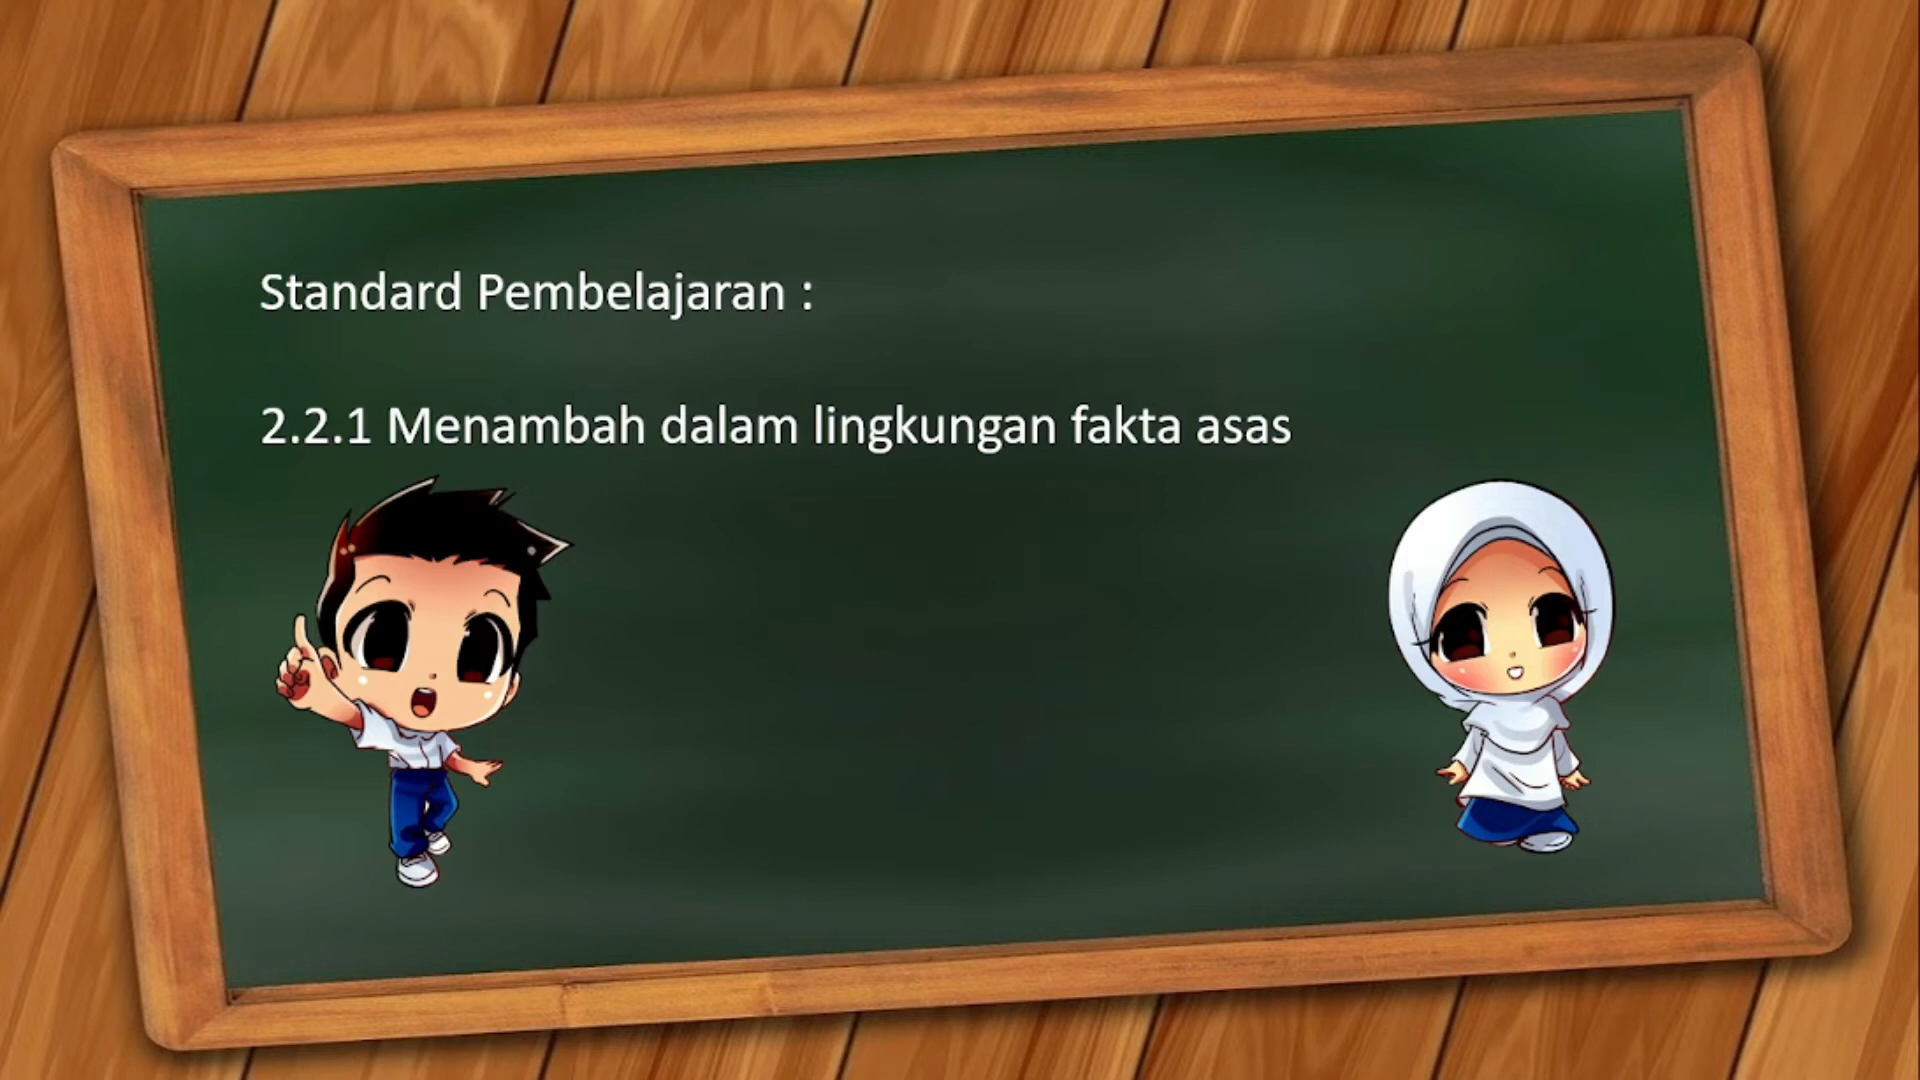 Standard Pembelajaran :
2.2.1 Menambah dalam lingkungan fakta asas